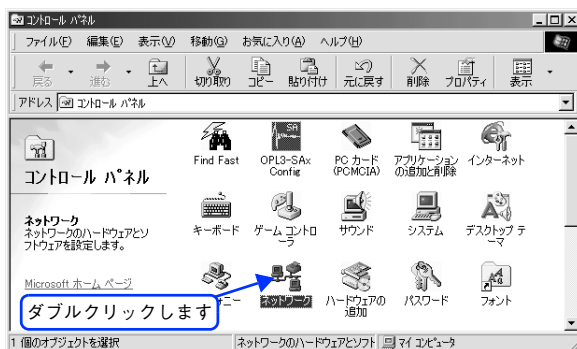 コントロール パネル
ファイル(F) 編集(E) 表示(V) 移動(G) お気に入り(A) ヘルプ(H)
戻る 進む 上へ 切り取り コピー 貼り付け 元に戻す 削除 プロパティ 表示
アドレス コントロール パネル
コントロール パネル
ネットワーク
ネットワークのハードウェアとソ
フトウェアを設定します。
Microsoft ホーム ページ
Find Fast
OPL3-SAx
Config
PC カード
(PCMCIA)
アプリケーション
の追加と削除
インターネット
キーボード
ゲーム コントロ
ーラ
サウンド
システム
デスクトップ テ
ーマ
ニー
ネットワーク
ハードウェアの
追加
パスワード
フォント
ダブルクリックします
1 個のオブジェクトを選択 ネットワークのハードウェアとソフト マイ コンピュータ